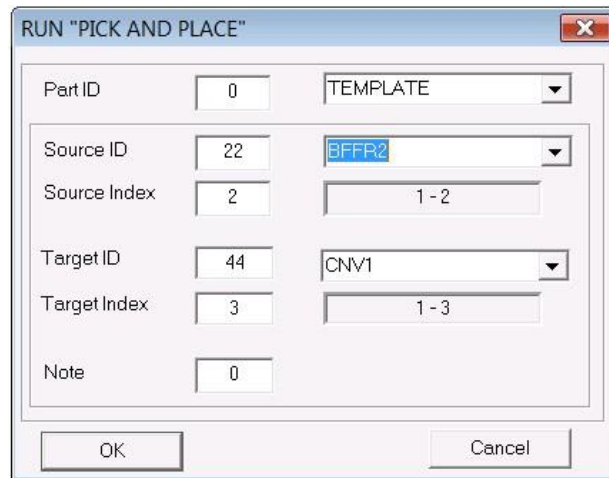 RUN "PICK AND PLACE"
Part ID 0 TEMPLATE
Source ID 22 BFFR2
Source Index 2 1 - 2
Target ID 44 CNV1
Target Index 3 1 - 3
Note 0
OK Cancel